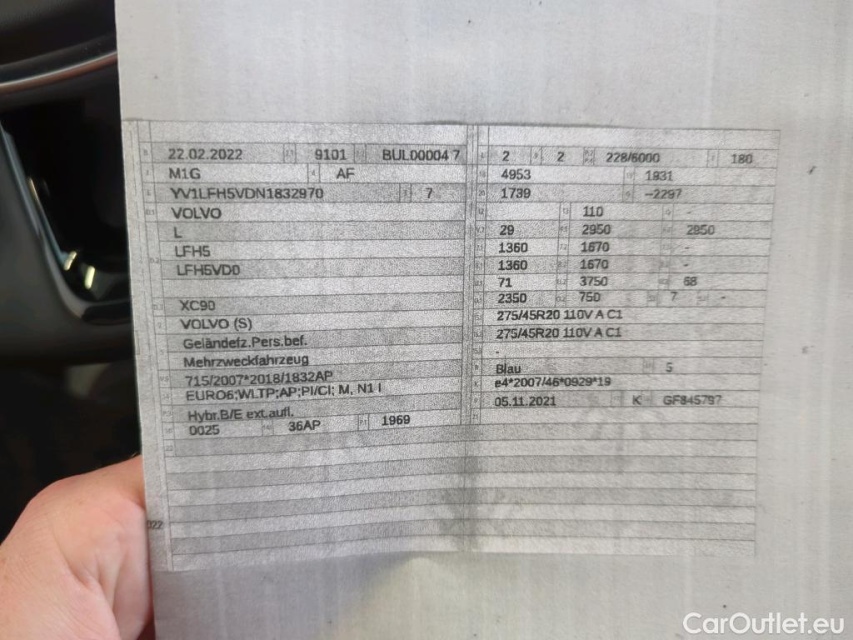 22.02.2022 9101 BUL00004 7
M1G AF
YV1LFH5VDN1832970 7
VOLVO
L
LFH5
LFH5VD0
XC90
VOLVO (S)
Geländefz.Pers.bef.
Mehrzweckfahrzeug
715/2007*2018/1832AP
EURO6;WLTP;AP;PI/CI; M, N1 I
Hybr.B/E ext.aufl.
0025 36AP 1969
2 2 228/6000 180
4953 1931
1739 -2297
110 -
29 2950 2950
1360 1670 -
1360 1670 -
71 3750 68
2350 750 7 -
275/45R20 110V A C1
275/45R20 110V A C1
-
Blau 5
e4*2007/46*0929*19
05.11.2021 K GF845797
022
CarOutlet.eu